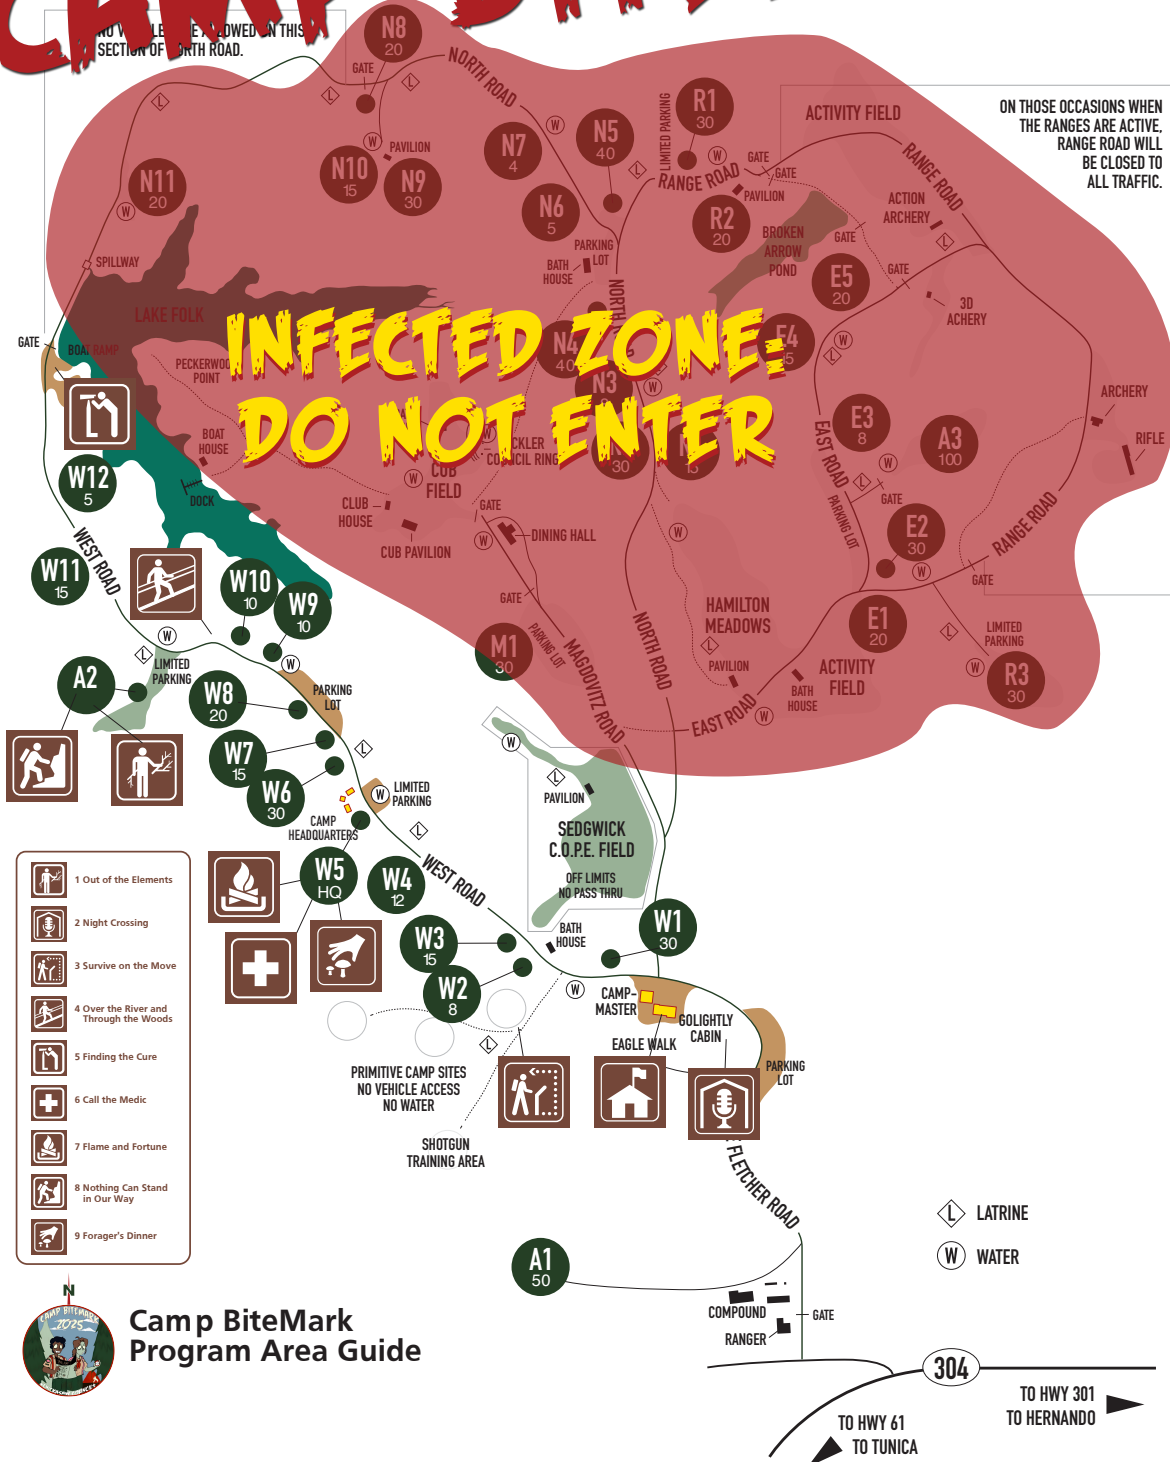 CAMP
NO
SECTION OF NORTH ROAD.
N8
20
GATE
L
L
L
NORTH ROAD
W
PAVILION
N10
15
N9
30
N7
4
W
N5
40
L
LIMITED PARKING
R1
30
W
GATE
GATE
RANGE ROAD
PAVILION
R2
20
ACTIVITY FIELD
RANGE ROAD
ON THOSE OCCASIONS WHEN
THE RANGES ARE ACTIVE,
RANGE ROAD WILL
BE CLOSED TO
ALL TRAFFIC.
N11
20
W
N6
5
ACTION
ARCHERY
L
BROKEN
ARROW
POND
GATE
GATE
PARKING
LOT
BATH
HOUSE
SPILLWAY
E5
20
3D
ACHERY
LAKE FOLK
INFECTED ZONE:
DO NOT ENTER
GATE
BOAT RAMP
PECKERWOOD
POINT
N4
40
N3
W
E4
W
L
BOAT
HOUSE
COUNCIL RING
CUB
FIELD
W
W
30
15
E3
8
A3
100
ARCHERY
RIFLE
EAST ROAD
W12
5
DOCK
CLUB
HOUSE
CUB PAVILION
GATE
W
DINING HALL
W
L
W
GATE
PARKING LOT
E2
30
W
RANGE ROAD
GATE
WEST ROAD
W11
15
W10
10
W9
10
GATE
PARKING LOT
MAGDOVITZ ROAD
NORTH ROAD
HAMILTON
MEADOWS
L
PAVILION
E1
20
L
LIMITED
PARKING
W
R3
30
M1
30
W
L
LIMITED
PARKING
W
A2
W8
20
PARKING
LOT
BATH
HOUSE
ACTIVITY
FIELD
EAST ROAD
W
W7
15
L
W
W6
30
W
LIMITED
PARKING
L
PAVILION
CAMP
HEADQUARTERS
L
SEDGWICK
C.O.P.E. FIELD
OFF LIMITS
NO PASS THRU
W5
HQ
W4
12
WEST ROAD
W3
15
BATH
HOUSE
W1
30
W2
8
W
CAMP-
MASTER
GOLIGHTLY
CABIN
EAGLE WALK
L
PARKING
LOT
PRIMITIVE CAMP SITES
NO VEHICLE ACCESS
NO WATER
SHOTGUN
TRAINING AREA
FLETCHER ROAD
1 Out of the Elements
2 Night Crossing
3 Survive on the Move
4 Over the River and
Through the Woods
5 Finding the Cure
6 Call the Medic
7 Flame and Fortune
8 Nothing Can Stand
in Our Way
9 Forager's Dinner
L LATRINE
W WATER
A1
50
COMPOUND
RANGER
GATE
N
CAMP BITEMARK
2025
Camp BiteMark
Program Area Guide
304
TO HWY 301
TO HERNANDO
TO HWY 61
TO TUNICA